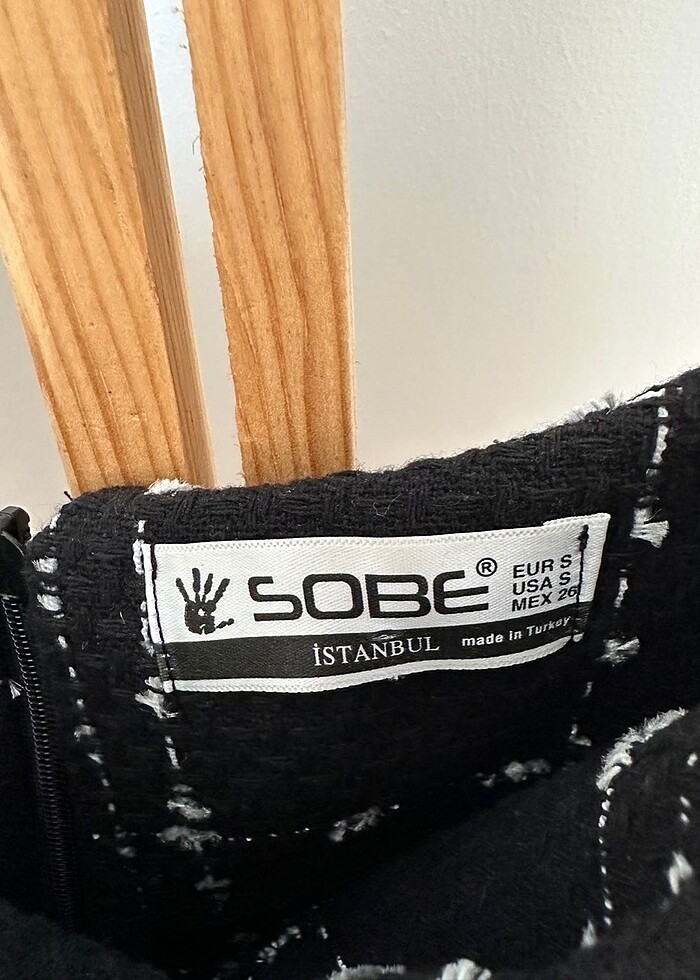 SOBE®
EUR S
USA S
MEX 26
İSTANBUL
made in Turkey